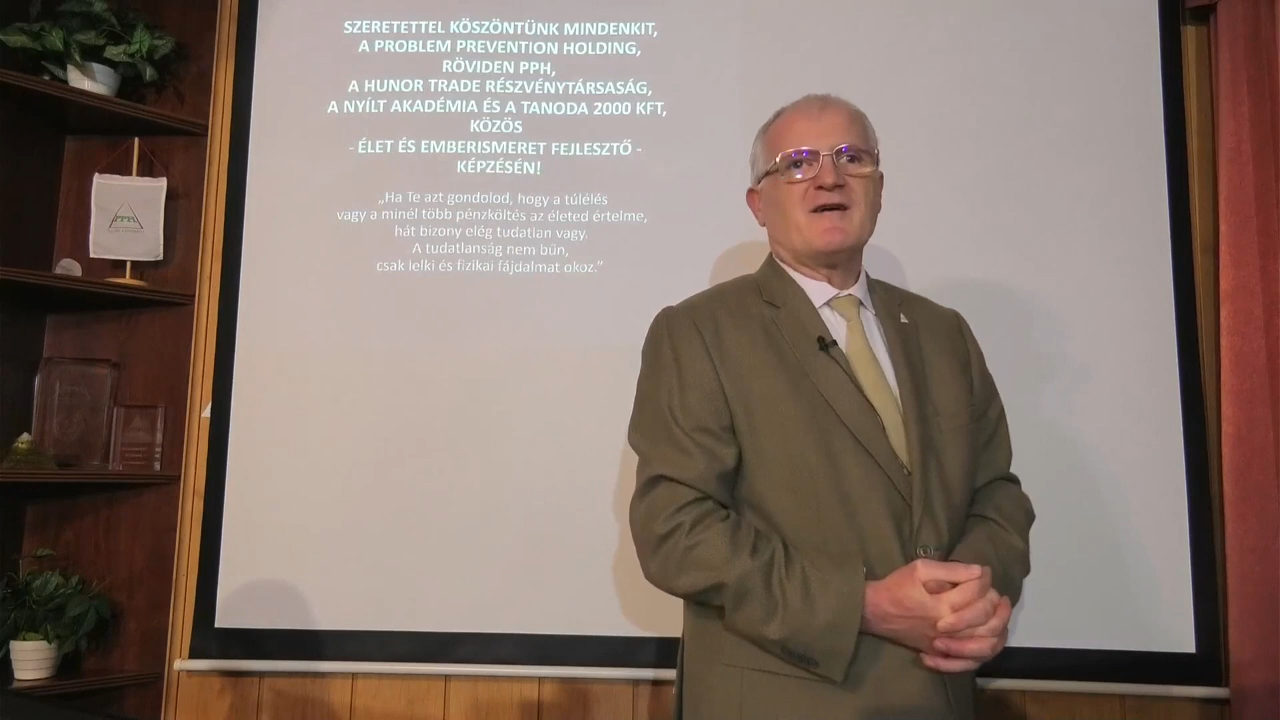 SZERETETTEL KÖSZÖNTÜNK MINDENKIT,
A PROBLEM PREVENTION HOLDING,
RÖVIDEN PPH,
A HUNOR TRADE RÉSZVÉNYTÁRSASÁG,
A NYÍLT AKADÉMIA ÉS A TANODA 2000 KFT,
KÖZÖS
- ÉLET ÉS EMBERISMERET FEJLESZTŐ -
KÉPZÉSÉN!
„Ha Te azt gondolod, hogy a túlélés
vagy a minél több pénzköltés az életed értelme,
hát bizony elég tudatlan vagy.
A tudatlanság nem bűn,
csak lelki és fizikai fájdalmat okoz.”
PPH